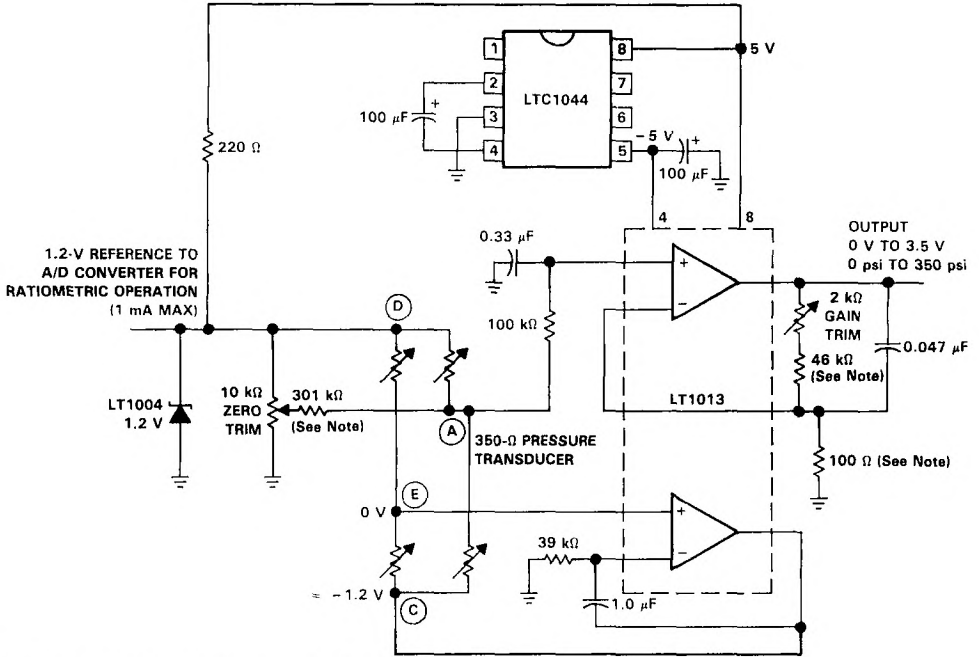 1
8
5 V
2
7
LTC1044
100 μF
+
3
6
-5 V
4
5
+
100 μF
220 Ω
4
8
OUTPUT
0 V TO 3.5 V
0 psi TO 350 psi
1.2-V REFERENCE TO
A/D CONVERTER FOR
RATIOMETRIC OPERATION
(1 mA MAX)
0.33 μF
+
−
2 kΩ
GAIN
TRIM
D
100 kΩ
0.047 μF
46 kΩ
(See Note)
LT1004
1.2 V
10 kΩ
ZERO
TRIM
301 kΩ
(See Note)
LT1013
A
350-Ω PRESSURE
TRANSDUCER
100 Ω (See Note)
E
0 V
+
−
39 kΩ
= -1.2 V
C
1.0 μF